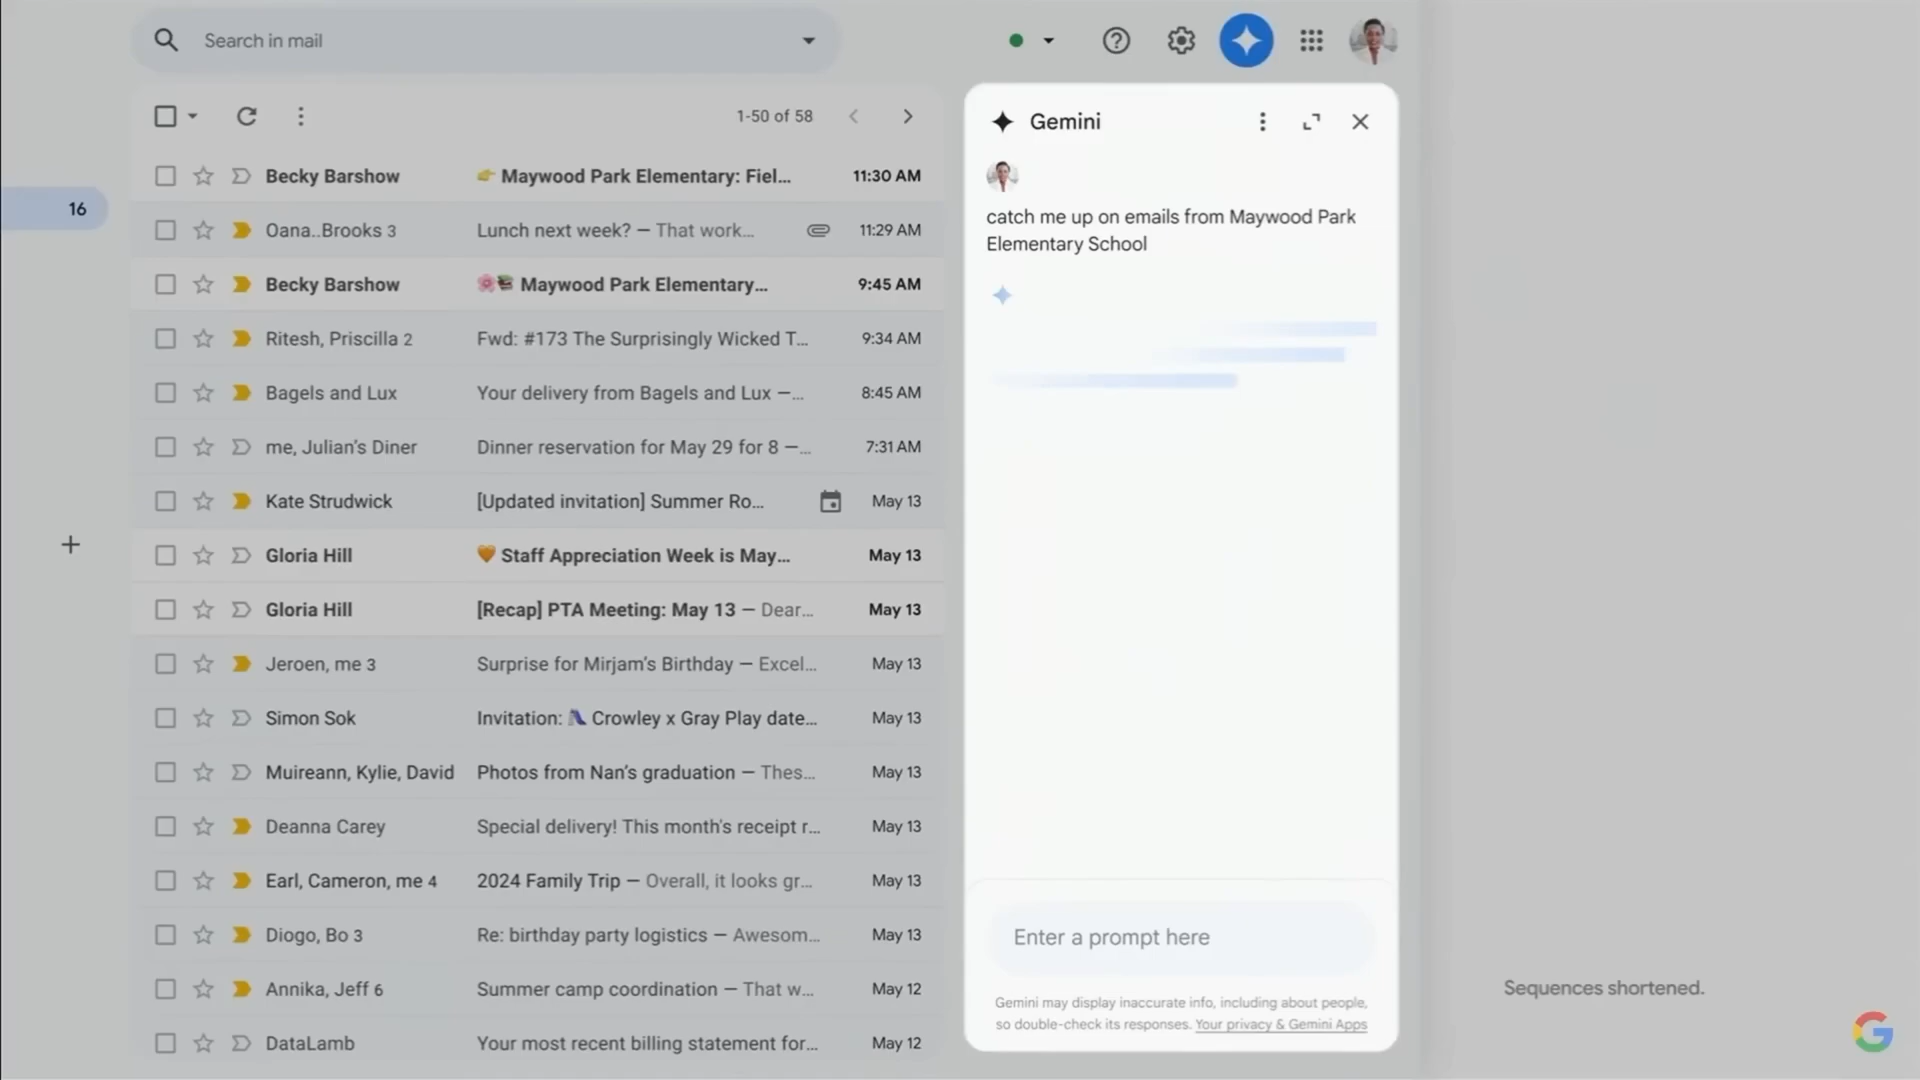 Search in mail
1-50 of 58
16
Becky Barshow Maywood Park Elementary: Fiel... 11:30 AM
Oana..Brooks 3 Lunch next week? — That work... 11:29 AM
Becky Barshow Maywood Park Elementary... 9:45 AM
Ritesh, Priscilla 2 Fwd: #173 The Surprisingly Wicked T... 9:34 AM
Bagels and Lux Your delivery from Bagels and Lux —... 8:45 AM
me, Julian's Diner Dinner reservation for May 29 for 8 —... 7:31 AM
Kate Strudwick [Updated invitation] Summer Ro... May 13
Gloria Hill Staff Appreciation Week is May... May 13
Gloria Hill [Recap] PTA Meeting: May 13 — Dear... May 13
Jeroen, me 3 Surprise for Mirjam's Birthday — Excel... May 13
Simon Sok Invitation: Crowley x Gray Play date... May 13
Muireann, Kylie, David Photos from Nan's graduation — Thes... May 13
Deanna Carey Special delivery! This month's receipt r... May 13
Earl, Cameron, me 4 2024 Family Trip — Overall, it looks gr... May 13
Diogo, Bo 3 Re: birthday party logistics — Awesom... May 13
Annika, Jeff 6 Summer camp coordination — That w... May 12
DataLamb Your most recent billing statement for... May 12
Gemini
catch me up on emails from Maywood Park
Elementary School
Enter a prompt here
Gemini may display inaccurate info, including about people,
so double-check its responses. Your privacy & Gemini Apps
Sequences shortened.